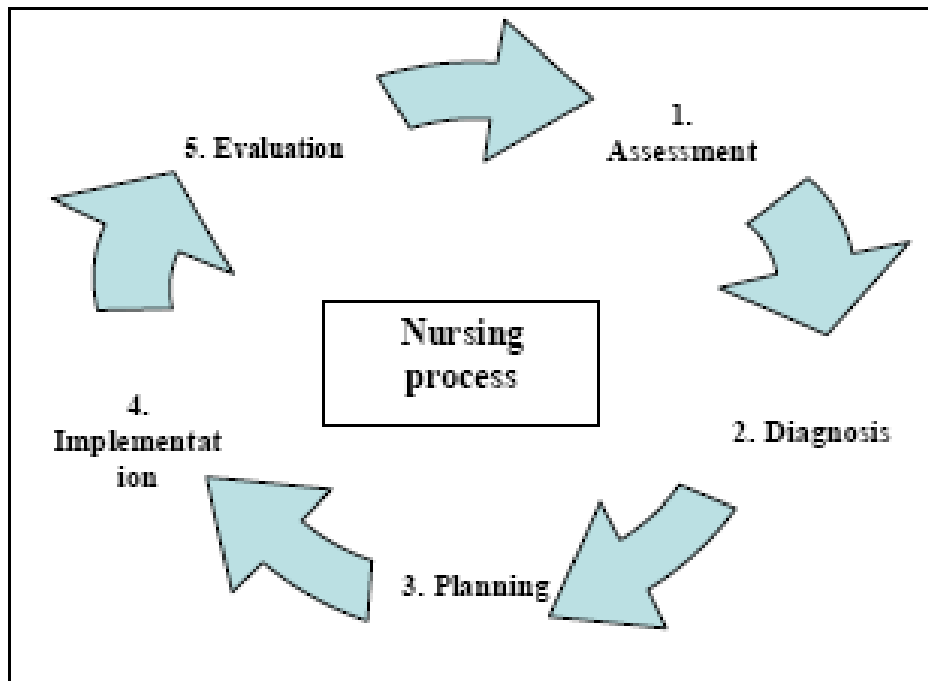 1.
Assessment
2. Diagnosis
3. Planning
4.
Implementat
ion
5. Evaluation
Nursing
process